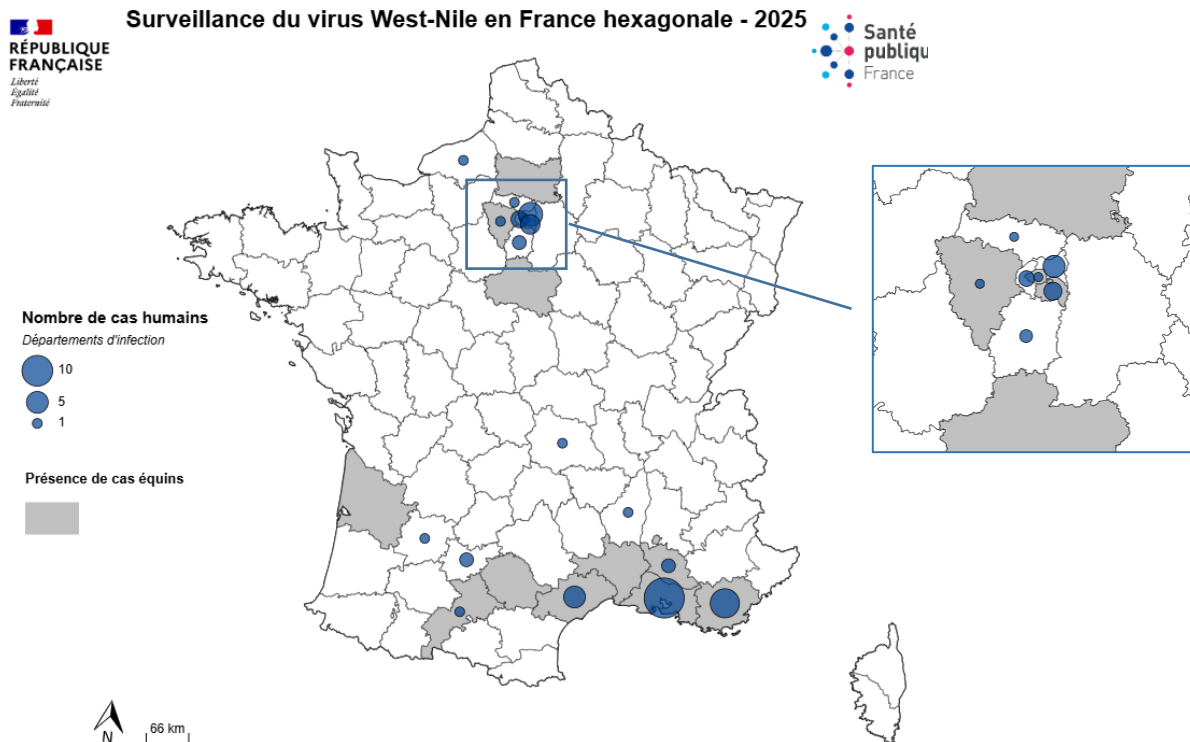 Surveillance du virus West-Nile en France hexagonale - 2025
RÉPUBLIQUE
FRANÇAISE
Liberté
Égalité
Fraternité
Santé
publiqu
France
Nombre de cas humains
Départements d'infection
10
5
1
Présence de cas équins
N
66 km